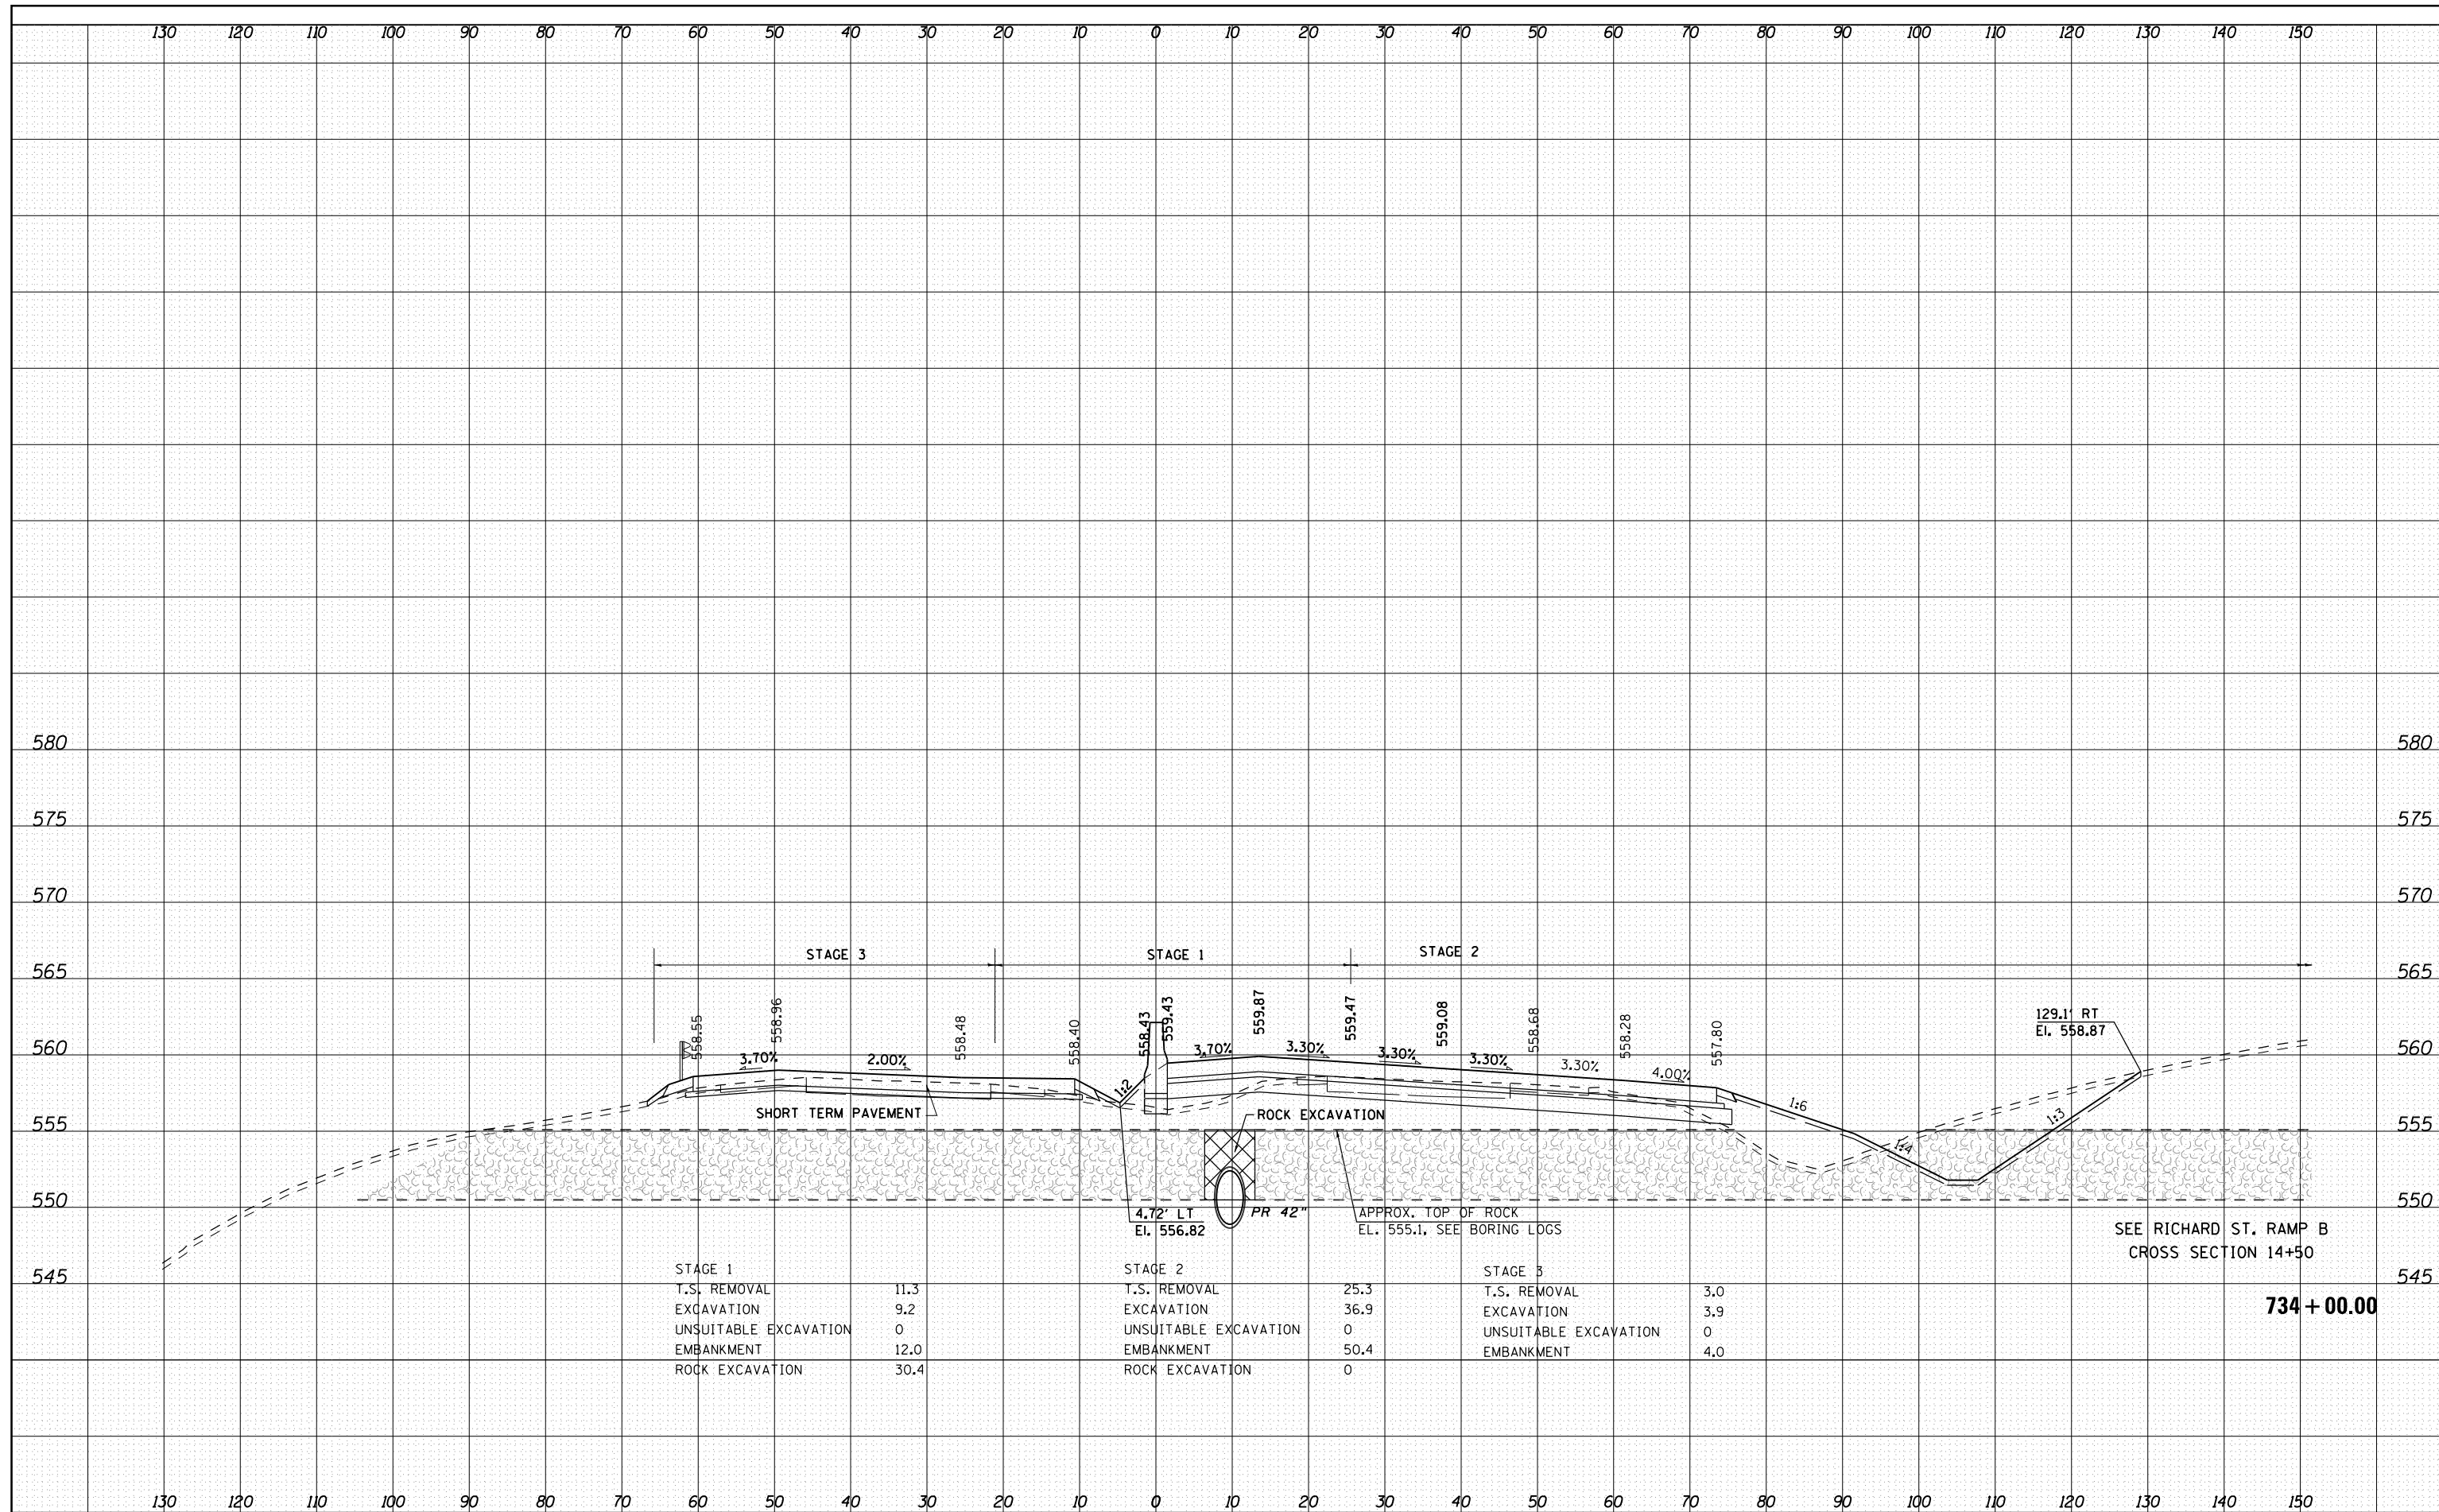 130 120 110 100 90 80 70 60 50 40 30 20 10 0 10 20 30 40 50 60 70 80 90 100 110 120 130 140 150
580 580
575 575
570 570
565 565
STAGE 3 STAGE 1 STAGE 2
558.55 558.96 558.48 558.40 558.43 559.43 559.87 559.47 559.08 558.68 558.28 557.80
129.1' RT
El. 558.87
560 560
3.70% 2.00% 3.70% 3.30% 3.30% 3.30% 3.30% 4.00%
1:2 1:6 1:4 1:3
SHORT TERM PAVEMENT
ROCK EXCAVATION
555 555
550 550
4.72' LT
El. 556.82
PR 42"
APPROX. TOP OF ROCK
EL. 555.1, SEE BORING LOGS
SEE RICHARD ST. RAMP B
CROSS SECTION 14+50
545 545
734+00.00
STAGE 1
T.S. REMOVAL 11.3
EXCAVATION 9.2
UNSUITABLE EXCAVATION 0
EMBANKMENT 12.0
ROCK EXCAVATION 30.4
STAGE 2
T.S. REMOVAL 25.3
EXCAVATION 36.9
UNSUITABLE EXCAVATION 0
EMBANKMENT 50.4
ROCK EXCAVATION 0
STAGE 3
T.S. REMOVAL 3.0
EXCAVATION 3.9
UNSUITABLE EXCAVATION 0
EMBANKMENT 4.0
130 120 110 100 90 80 70 60 50 40 30 20 10 0 10 20 30 40 50 60 70 80 90 100 110 120 130 140 150